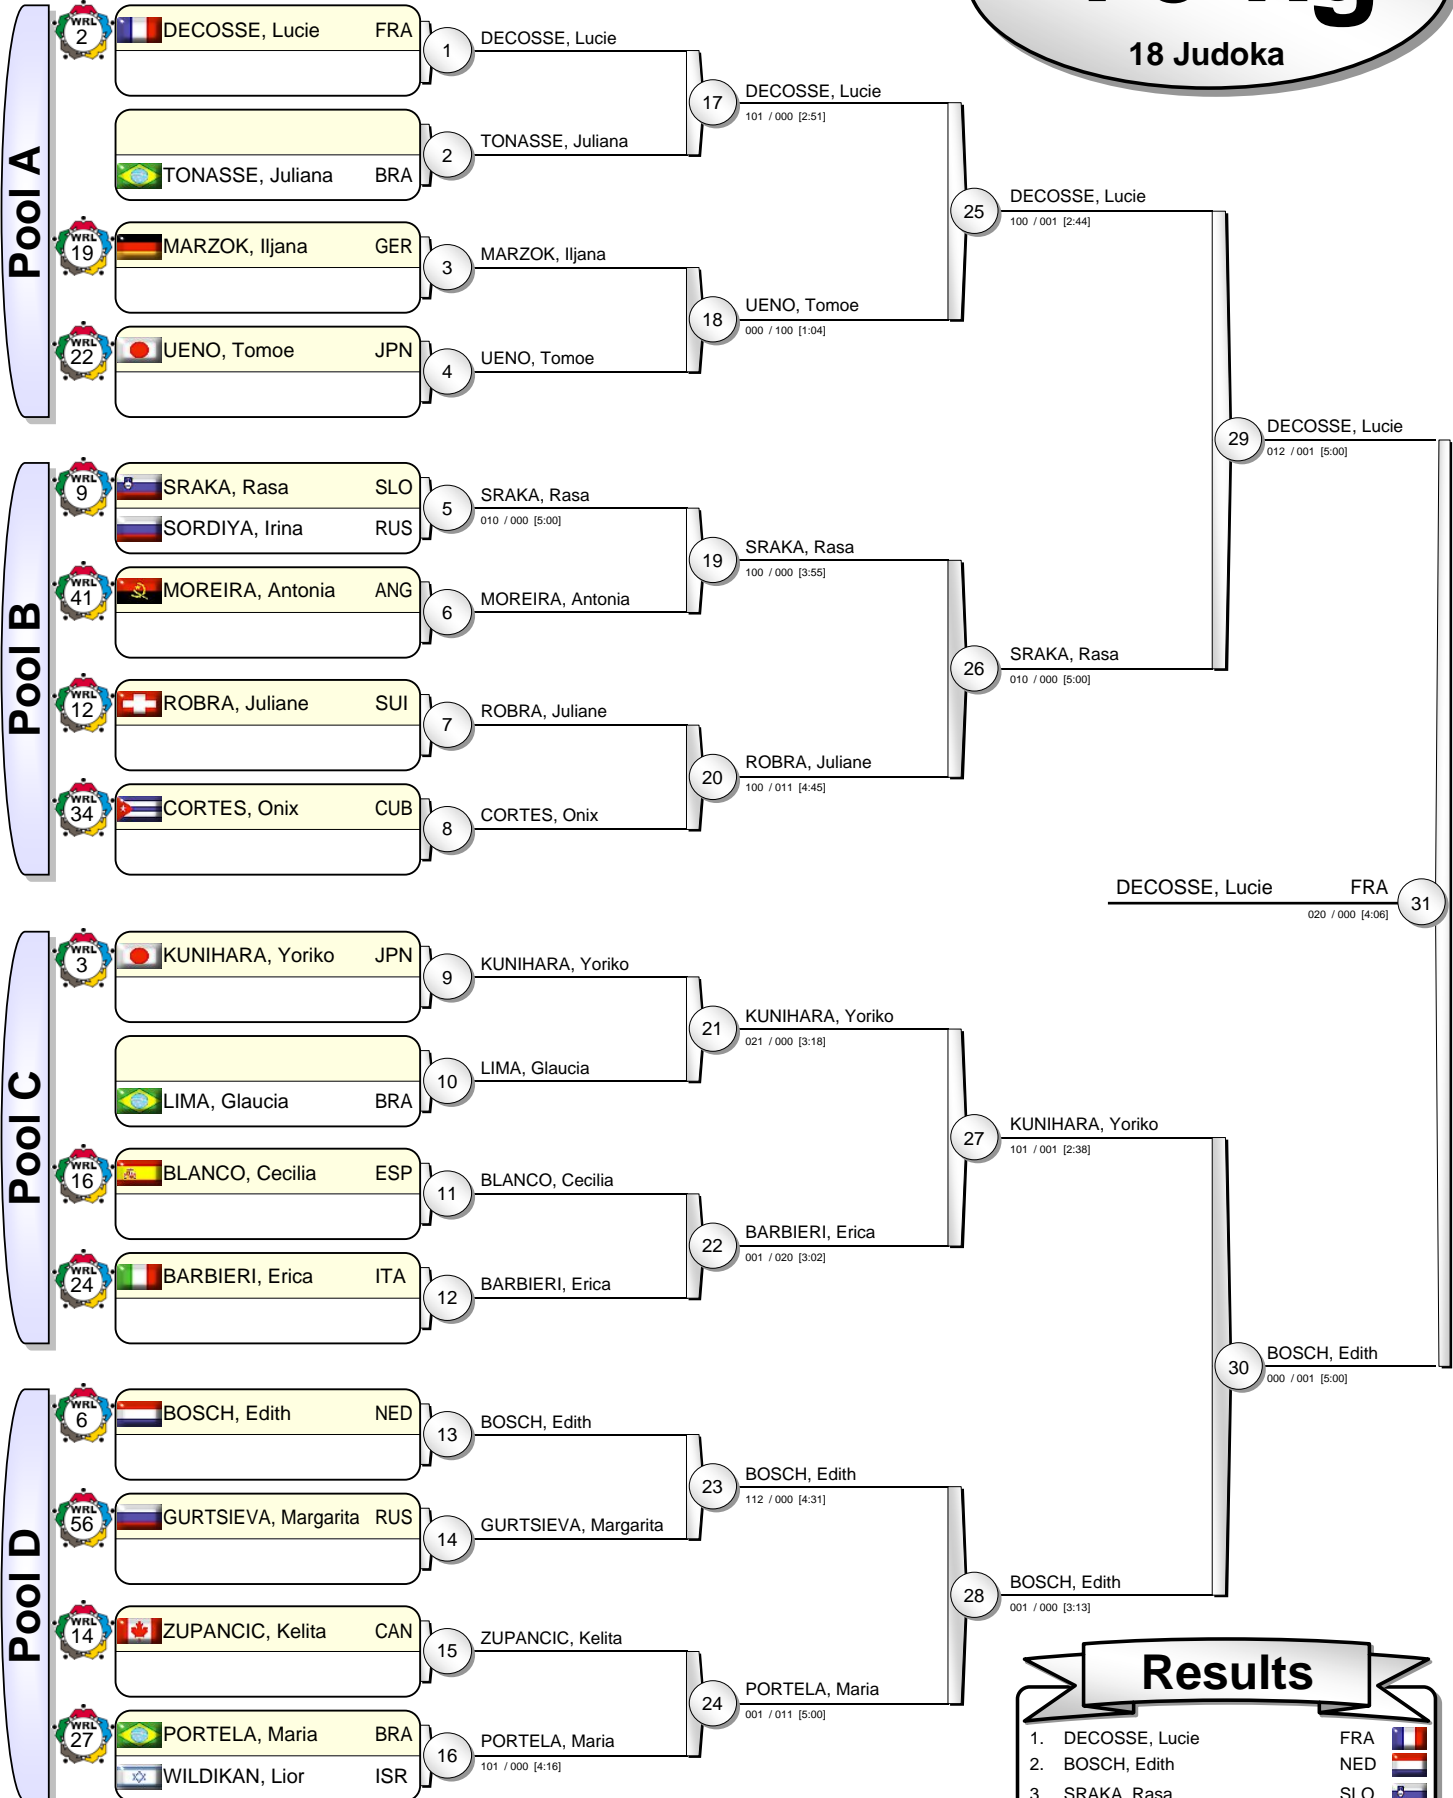 18 Judoka
Pool A
WRL 2 DECOSSE, Lucie FRA
TONASSE, Juliana BRA
WRL 19 MARZOK, Iljana GER
WRL 22 UENO, Tomoe JPN
1 DECOSSE, Lucie
2 TONASSE, Juliana
3 MARZOK, Iljana
4 UENO, Tomoe
17 DECOSSE, Lucie
101 / 000 [2:51]
18 UENO, Tomoe
000 / 100 [1:04]
25 DECOSSE, Lucie
100 / 001 [2:44]
Pool B
WRL 9 SRAKA, Rasa SLO
SORDIYA, Irina RUS
WRL 41 MOREIRA, Antonia ANG
WRL 12 ROBRA, Juliane SUI
WRL 34 CORTES, Onix CUB
5 SRAKA, Rasa
010 / 000 [5:00]
6 MOREIRA, Antonia
7 ROBRA, Juliane
8 CORTES, Onix
19 SRAKA, Rasa
100 / 000 [3:55]
20 ROBRA, Juliane
100 / 011 [4:45]
26 SRAKA, Rasa
010 / 000 [5:00]
29 DECOSSE, Lucie
012 / 001 [5:00]
DECOSSE, Lucie FRA 31
020 / 000 [4:06]
Pool C
WRL 3 KUNIHARA, Yoriko JPN
LIMA, Glaucia BRA
WRL 16 BLANCO, Cecilia ESP
WRL 24 BARBIERI, Erica ITA
9 KUNIHARA, Yoriko
10 LIMA, Glaucia
11 BLANCO, Cecilia
12 BARBIERI, Erica
21 KUNIHARA, Yoriko
021 / 000 [3:18]
22 BARBIERI, Erica
001 / 020 [3:02]
27 KUNIHARA, Yoriko
101 / 001 [2:38]
Pool D
WRL 6 BOSCH, Edith NED
WRL 56 GURTSIEVA, Margarita RUS
WRL 14 ZUPANCIC, Kelita CAN
WRL 27 PORTELA, Maria BRA
WILDIKAN, Lior ISR
13 BOSCH, Edith
14 GURTSIEVA, Margarita
15 ZUPANCIC, Kelita
16 PORTELA, Maria
101 / 000 [4:16]
23 BOSCH, Edith
112 / 000 [4:31]
24 PORTELA, Maria
001 / 011 [5:00]
28 BOSCH, Edith
001 / 000 [3:13]
30 BOSCH, Edith
000 / 001 [5:00]
Results
1. DECOSSE, Lucie FRA
2. BOSCH, Edith NED
3. SRAKA, Rasa SLO